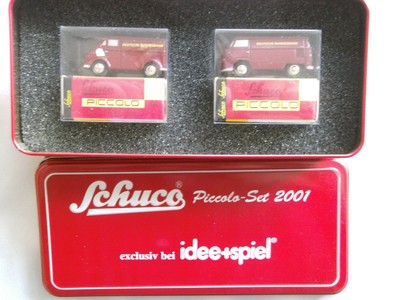 Schuco
PICCOLO
Schuco
PICCOLO
Schuco® Piccolo-Set 2001
exclusiv bei idee+spiel®